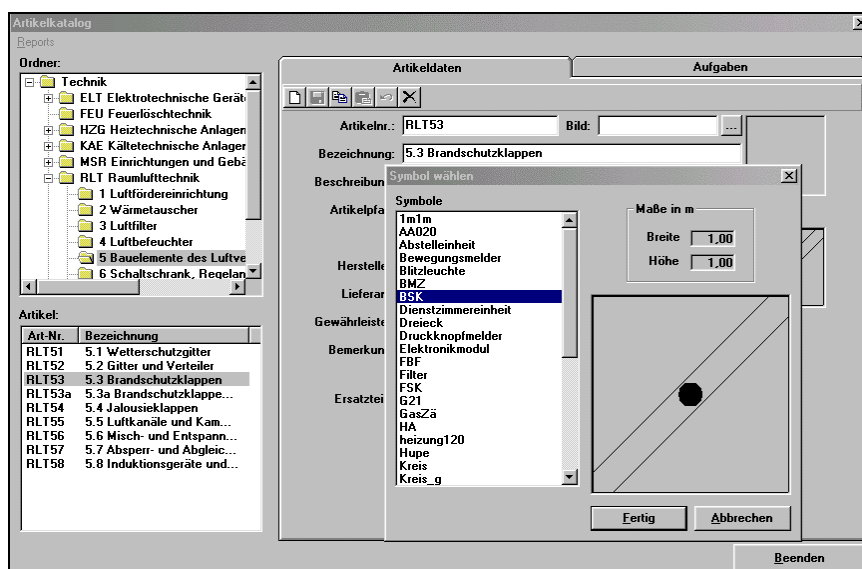 Artikelkatalog
Reports
Ordner:
Technik
ELT Elektrotechnische Geräte
FEU Feuerlöschtechnik
HZG Heiztechnische Anlagen
KAE Kältetechnische Anlagen
MSR Einrichtungen und Gebä
RLT Raumlufttechnik
1 Luftfördereinrichtung
2 Wärmetauscher
3 Luftfilter
4 Luftbefeuchter
5 Bauelemente des Luftve
6 Schaltschrank, Regelan
Artikel:
Art-Nr. Bezeichnung
RLT51 5.1 Wetterschutzgitter
RLT52 5.2 Gitter und Verteiler
RLT53 5.3 Brandschutzklappen
RLT53a 5.3a Brandschutzklappe...
RLT54 5.4 Jalousieklappen
RLT55 5.5 Luftkanäle und Kam...
RLT56 5.6 Misch- und Entspann...
RLT57 5.7 Absperr- und Abgleic...
RLT58 5.8 Induktionsgeräte und...
Artikeldaten
Aufgaben
Artikelnr.: RLT53 Bild: ...
Bezeichnung: 5.3 Brandschutzklappen
Beschreibun
Artikelpfa
Herstelle
Lieferan
Gewährleiste
Bemerkun
Ersatztei
Symbol wählen
Symbole
1m1m
AA020
Abstelleinheit
Bewegungsmelder
Blitzleuchte
BMZ
BSK
Dienstzimmereinheit
Dreieck
Druckknopfmelder
Elektronikmodul
FBF
Filter
FSK
G21
GasZä
HA
heizung120
Hupe
Kreis
Kreis_g
Maße in m
Breite 1,00
Höhe 1,00
Fertig
Abbrechen
Beenden